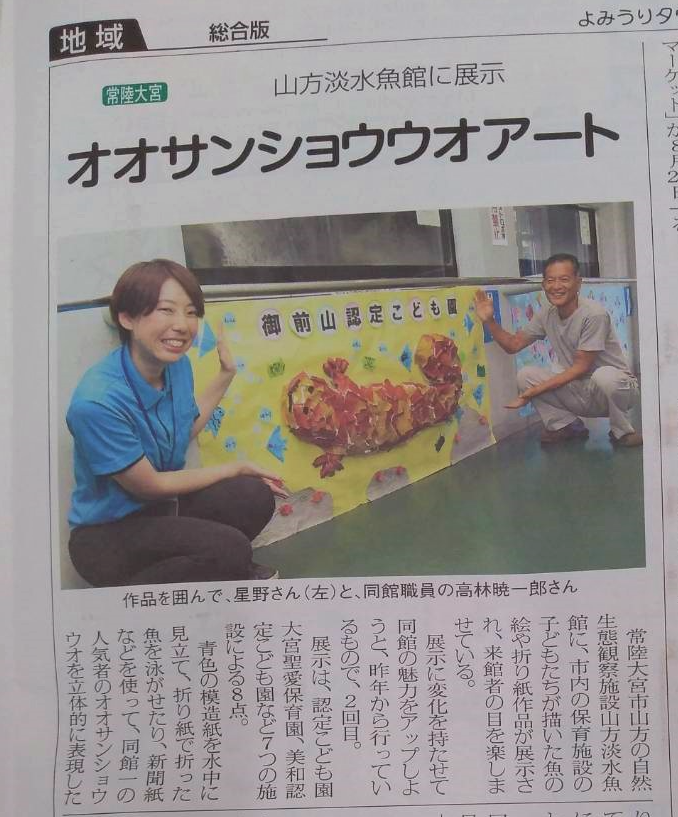 地域
総合版
よみうりタ
常陸大宮
山方淡水魚館に展示
オオサンショウウオアート
御前山認定こども園
作品を囲んで、星野さん(左)と、同館職員の高林暁一郎さん
常陸大宮市山方の自然
生態観察施設山方淡水魚
館に、市内の保育施設の
子どもたちが描いた魚の
絵や折り紙作品が展示さ
れ、来館者の目を楽しま
せている。
展示に変化を持たせて
同館の魅力をアップしよ
うと、昨年から行ってい
るもので、2回目。
展示は、認定こども園
大宮聖愛保育園、美和認
定こども園など7つの施
設による8点。
青色の模造紙を水中に
見立て、折り紙で折った
魚を泳がせたり、新聞紙
などを使って、同館一の
人気者のオオサンショウ
ウオを立体的に表現した